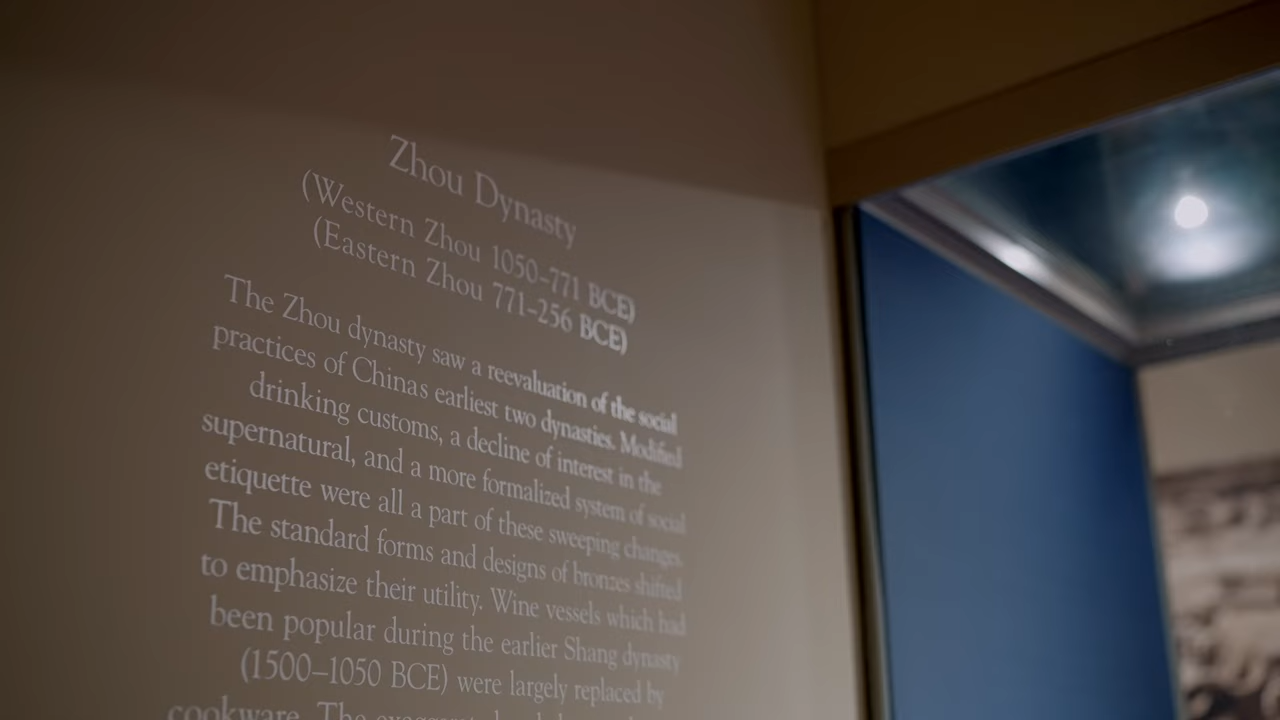 Zhou Dynasty
(Western Zhou 1050–771 BCE)
(Eastern Zhou 771–256 BCE)
The Zhou dynasty saw a reevaluation of the social
practices of Chinas earliest two dynasties. Modified
drinking customs, a decline of interest in the
supernatural, and a more formalized system of social
etiquette were all a part of these sweeping changes.
The standard forms and designs of bronzes shifted
to emphasize their utility. Wine vessels which had
been popular during the earlier Shang dynasty
(1500–1050 BCE) were largely replaced by
cookware. The